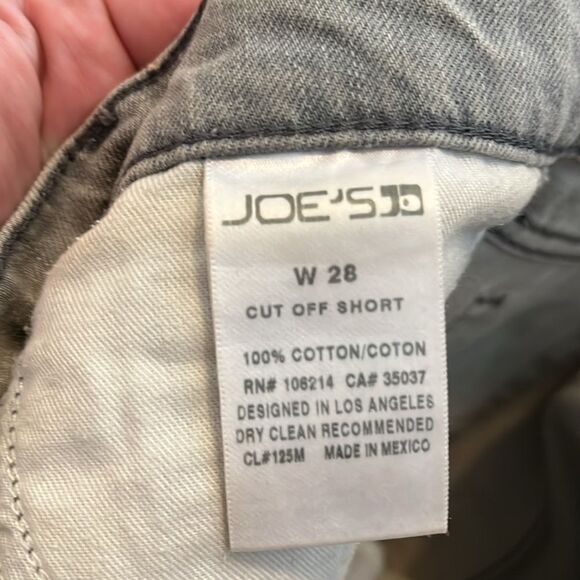 JOE'S
W 28
CUT OFF SHORT
100% COTTON/COTON
RN# 106214 CA# 35037
DESIGNED IN LOS ANGELES
DRY CLEAN RECOMMENDED
CL#125M MADE IN MEXICO